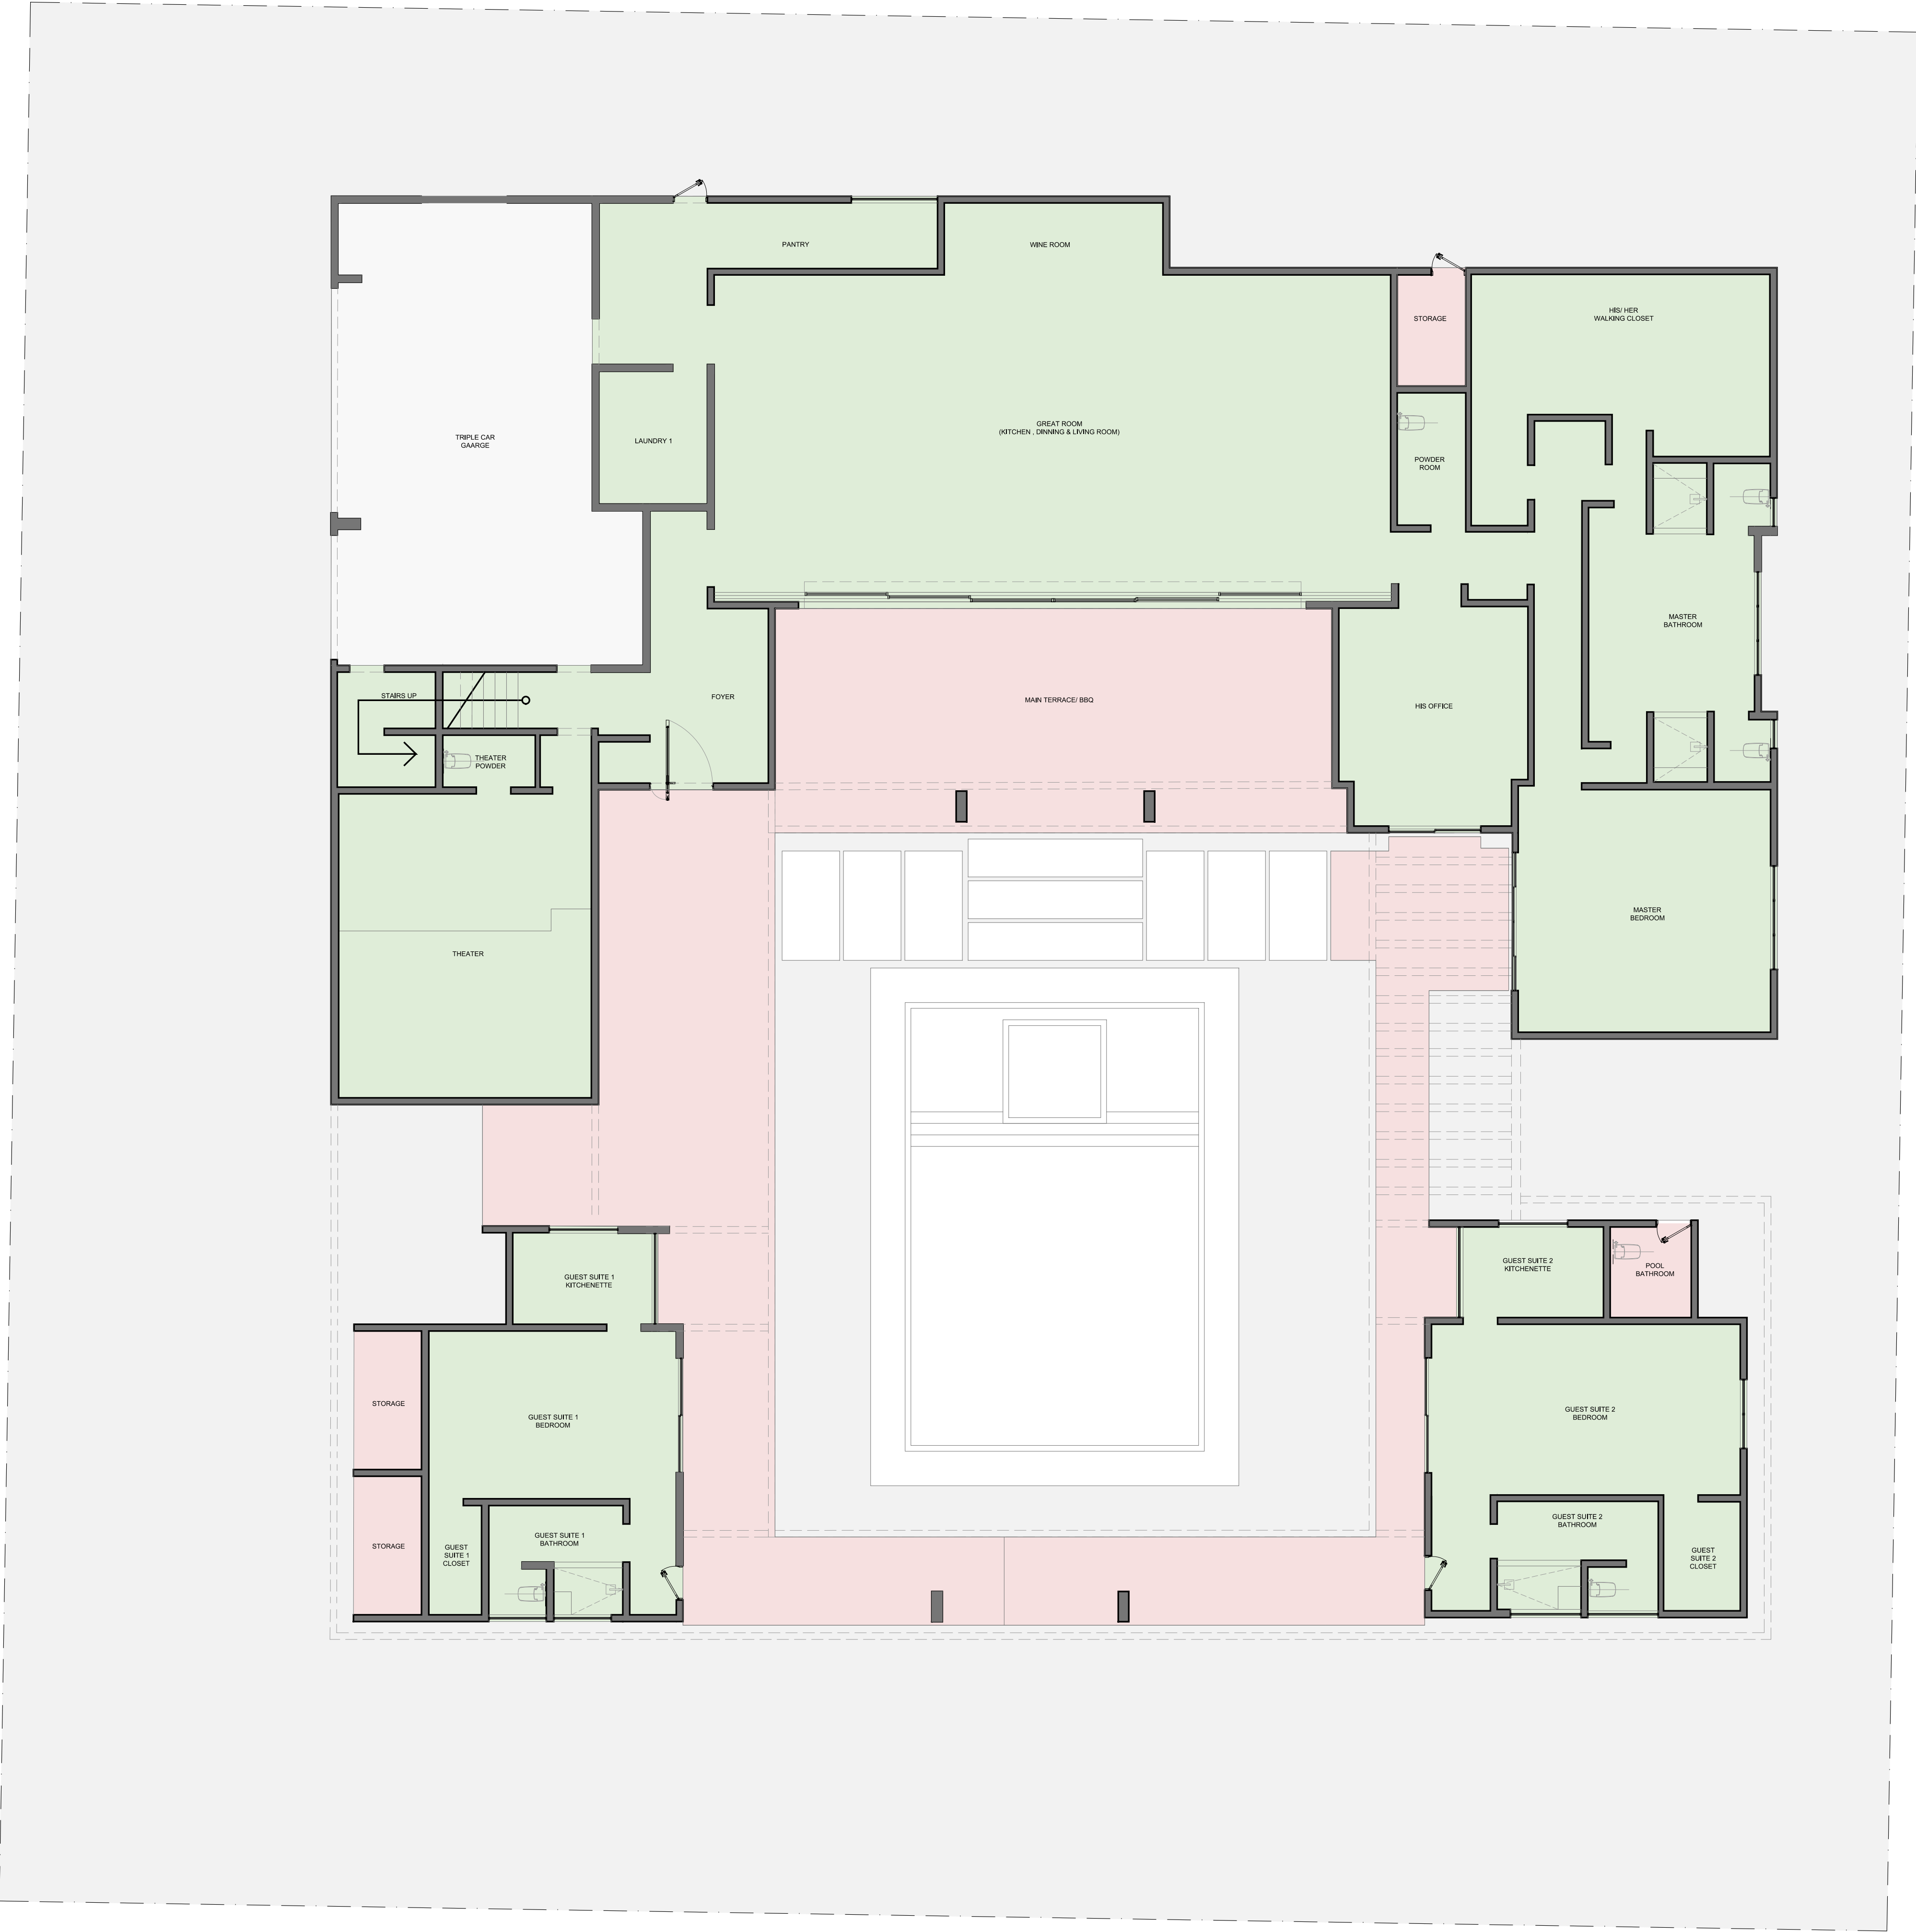 PANTRY
WINE ROOM
STORAGE
HIS/ HER
WALKING CLOSET
GREAT ROOM
(KITCHEN , DINNING & LIVING ROOM)
TRIPLE CAR
GAARGE
LAUNDRY 1
POWDER
ROOM
MASTER
BATHROOM
STAIRS UP
FOYER
MAIN TERRACE/ BBQ
HIS OFFICE
THEATER
POWDER
MASTER
BEDROOM
THEATER
GUEST SUITE 1
KITCHENETTE
GUEST SUITE 2
KITCHENETTE
POOL
BATHROOM
STORAGE
GUEST SUITE 1
BEDROOM
GUEST SUITE 2
BEDROOM
STORAGE
GUEST
SUITE 1
CLOSET
GUEST SUITE 1
BATHROOM
GUEST SUITE 2
BATHROOM
GUEST
SUITE 2
CLOSET